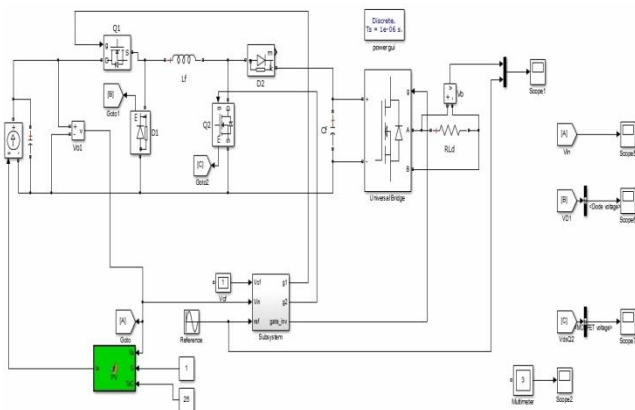 Discrete,
Ts = 1e-06 s.
powergui
Q1
g
S
Lf
m
D2
Goto1
[B]
D1
Q2
[C]
Goto2
Cf
Vo1
v
Vo
g
A
B
RLd
Universal Bridge
Scope1
[A]
Vin
Scope5
[B]
VD1
<Diode voltage>
[C]
VdsQ2
Scope7
1
Vcf
Vin
ref
g1
g2
gate_inv
Subsystem
Reference
[A]
Goto
PV
1
25
3
Multimeter
Scope2